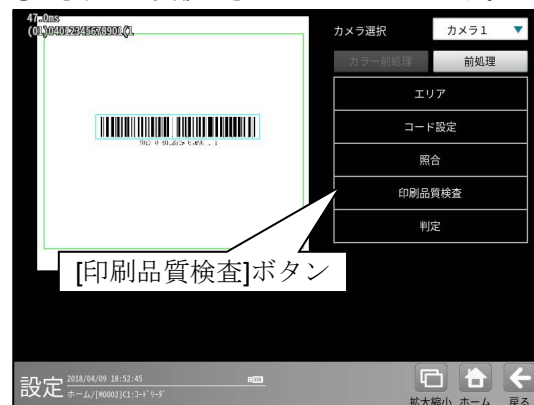 47.0ms
カメラ選択
カメラ1
カラー前処理
前処理
エリア
コード設定
照合
印刷品質検査
判定
[印刷品質検査]ボタン
設定
2018/04/09 18:52:45
ホーム/[M0002]C1:コードリーダ
拡大縮小 ホーム 戻る